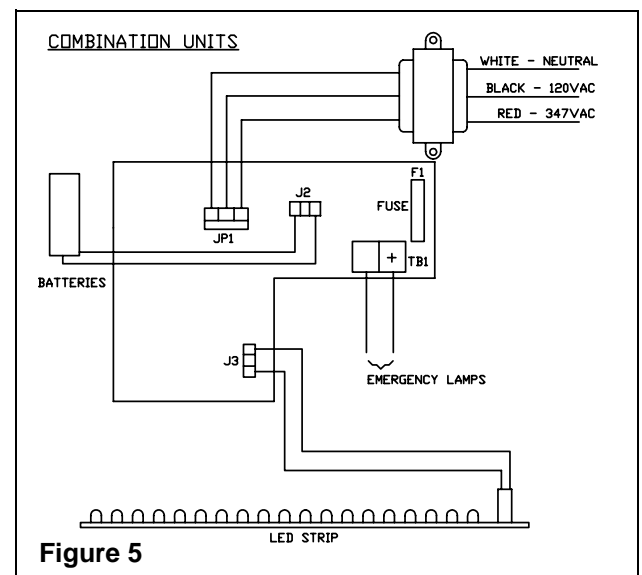 COMBINATION UNITS
WHITE - NEUTRAL
BLACK - 120VAC
RED - 347VAC
F1
J2
FUSE
JP1
+
TB1
BATTERIES
J3
EMERGENCY LAMPS
LED STRIP
Figure 5